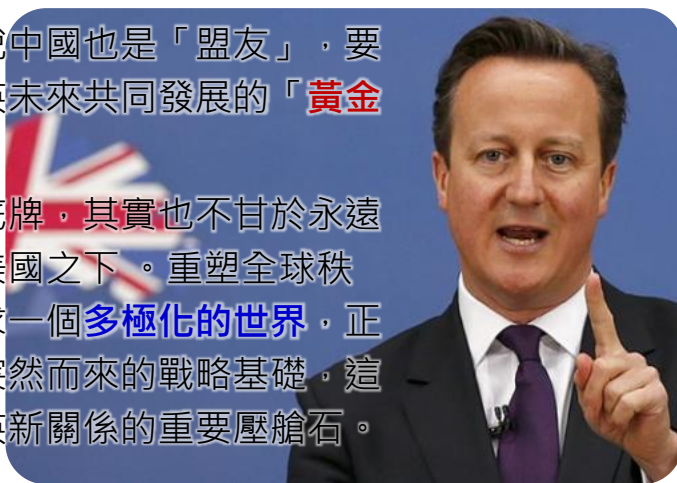 中國也是「盟友」，要
未來共同發展的「黃金
牌，其實也不甘於永遠
國之下 。重塑全球秩
一個多極化的世界，正
然而來的戰略基礎，這
新關係的重要壓艙石。